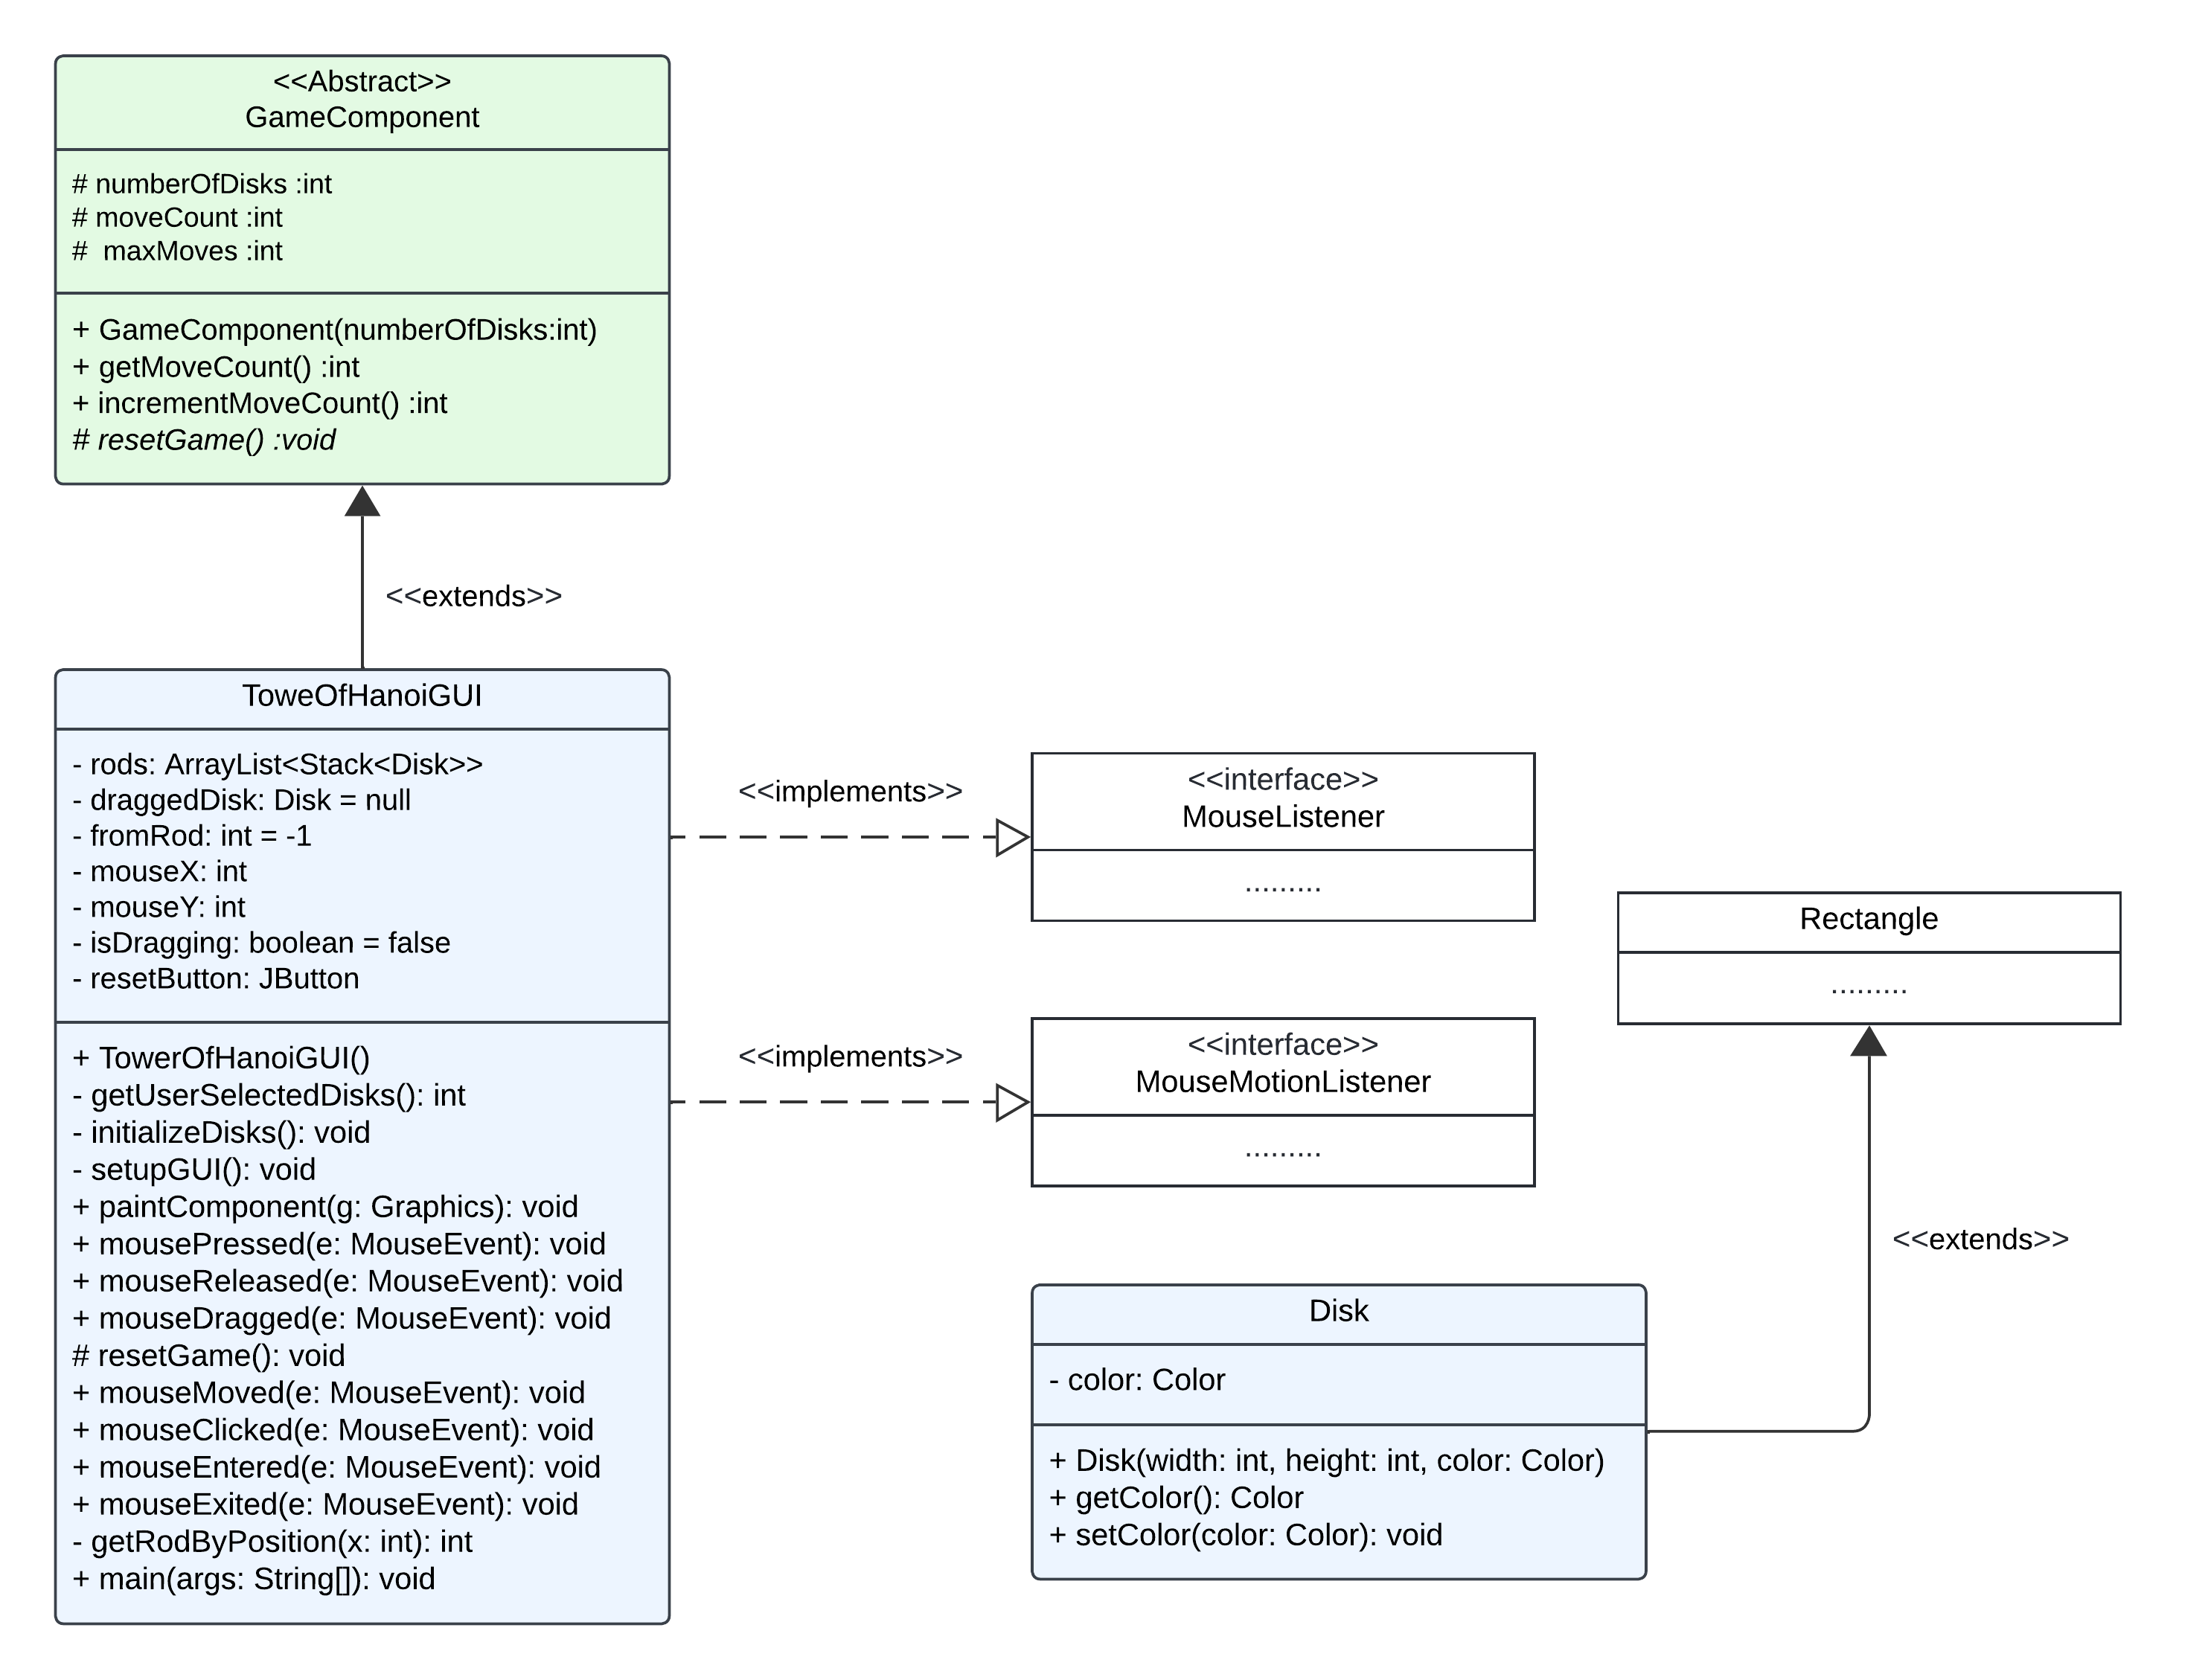 <<Abstract>>
GameComponent
# numberOfDisks :int
# moveCount :int
#  maxMoves :int
+ GameComponent(numberOfDisks:int)
+ getMoveCount() :int
+ incrementMoveCount() :int
# resetGame() :void
<<extends>>
ToweOfHanoiGUI
- rods: ArrayList<Stack<Disk>>
- draggedDisk: Disk = null
- fromRod: int = -1
- mouseX: int
- mouseY: int
- isDragging: boolean = false
- resetButton: JButton
+ TowerOfHanoiGUI()
- getUserSelectedDisks(): int
- initializeDisks(): void
- setupGUI(): void
+ paintComponent(g: Graphics): void
+ mousePressed(e: MouseEvent): void
+ mouseReleased(e: MouseEvent): void
+ mouseDragged(e: MouseEvent): void
# resetGame(): void
+ mouseMoved(e: MouseEvent): void
+ mouseClicked(e: MouseEvent): void
+ mouseEntered(e: MouseEvent): void
+ mouseExited(e: MouseEvent): void
- getRodByPosition(x: int): int
+ main(args: String[]): void
<<implements>>
<<interface>>
MouseListener
.........
<<implements>>
<<interface>>
MouseMotionListener
.........
Rectangle
.........
<<extends>>
Disk
- color: Color
+ Disk(width: int, height: int, color: Color)
+ getColor(): Color
+ setColor(color: Color): void